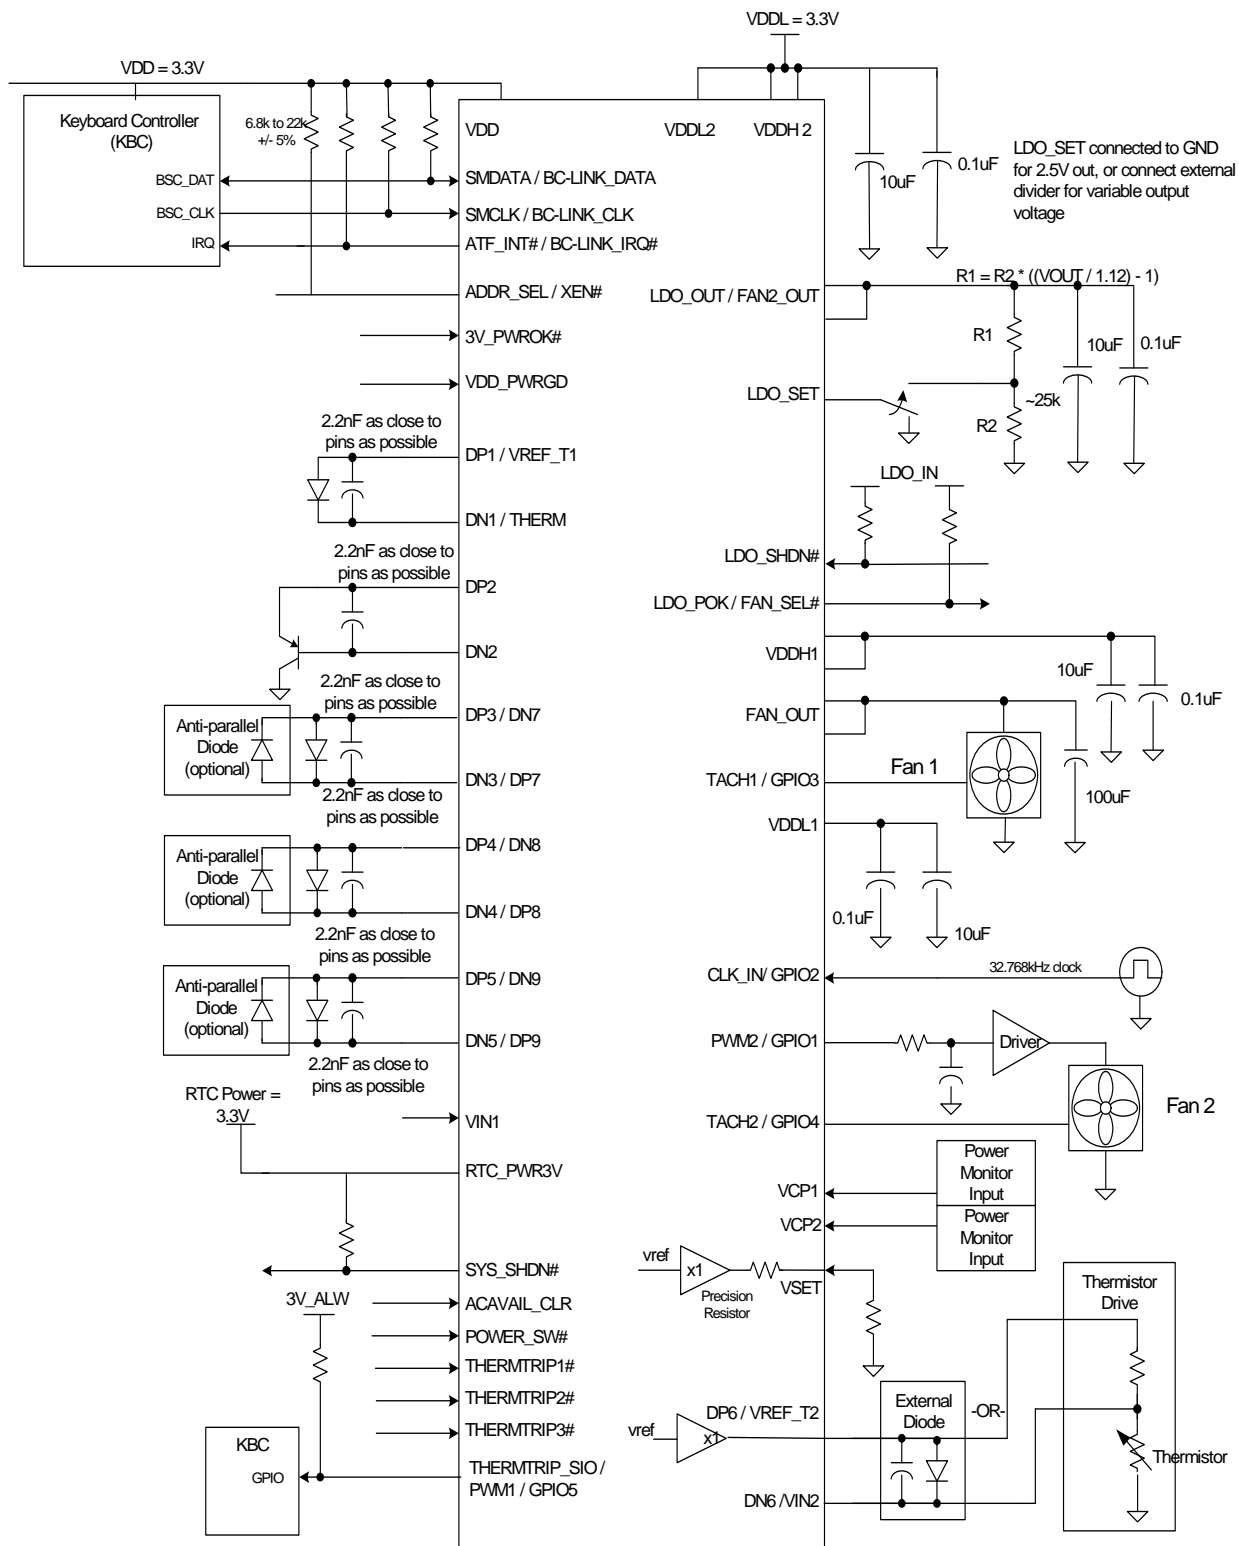 VDDL = 3.3V
VDD = 3.3V
Keyboard Controller
(KBC)
BSC_DAT
BSC_CLK
IRQ
6.8k to 22k
+/- 5%
VDD
VDDL2
VDDH 2
SMDATA / BC-LINK_DATA
SMCLK / BC-LINK_CLK
ATF_INT# / BC-LINK_IRQ#
ADDR_SEL / XEN#
3V_PWROK#
VDD_PWRGD
10uF
0.1uF
LDO_SET connected to GND
for 2.5V out, or connect external
divider for variable output
voltage
R1 = R2 * ((VOUT / 1.12) - 1)
LDO_OUT / FAN2_OUT
R1
10uF
0.1uF
LDO_SET
~25k
R2
2.2nF as close to
pins as possible
DP1 / VREF_T1
DN1 / THERM
LDO_IN
LDO_SHDN#
LDO_POK / FAN_SEL#
2.2nF as close to
pins as possible
DP2
DN2
VDDH1
10uF
0.1uF
2.2nF as close to
pins as possible
Anti-parallel
Diode
(optional)
DP3 / DN7
DN3 / DP7
FAN_OUT
Fan 1
TACH1 / GPIO3
100uF
2.2nF as close to
pins as possible
VDDL1
Anti-parallel
Diode
(optional)
DP4 / DN8
DN4 / DP8
0.1uF
10uF
2.2nF as close to
pins as possible
CLK_IN/ GPIO2
32.768kHz clock
Anti-parallel
Diode
(optional)
DP5 / DN9
DN5 / DP9
PWM2 / GPIO1
Driver
2.2nF as close to
pins as possible
Fan 2
RTC Power =
3.3V
VIN1
TACH2 / GPIO4
RTC_PWR3V
Power
Monitor
Input
VCP1
VCP2
Power
Monitor
Input
SYS_SHDN#
vref
x1
Precision
Resistor
VSET
Thermistor
Drive
3V_ALW
ACAVAIL_CLR
POWER_SW#
THERMTRIP1#
THERMTRIP2#
THERMTRIP3#
DP6 / VREF_T2
External
Diode
-OR-
vref
x1
Thermistor
KBC
GPIO
THERMTRIP_SIO /
PWM1 / GPIO5
DN6 /VIN2